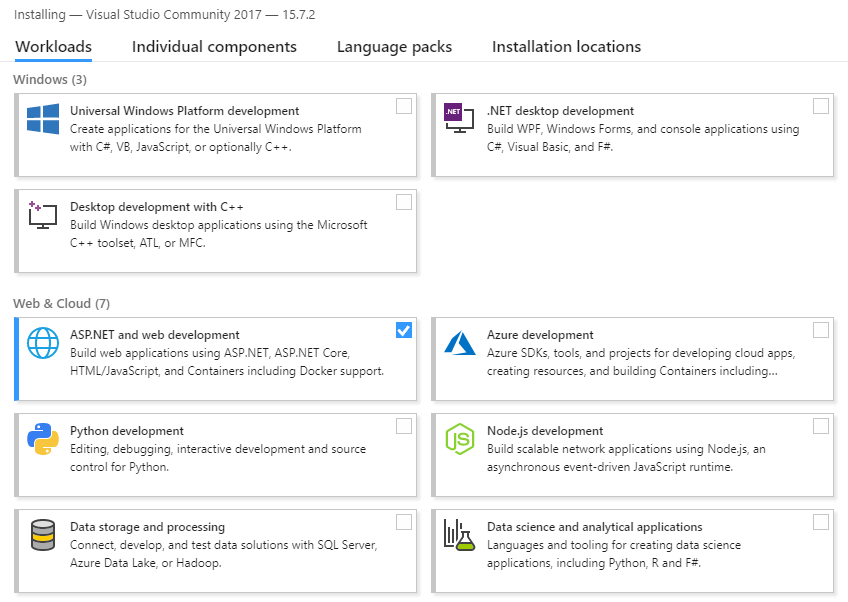 Installing — Visual Studio Community 2017 — 15.7.2
Workloads Individual components Language packs Installation locations
Windows (3)
Universal Windows Platform development
Create applications for the Universal Windows Platform
with C#, VB, JavaScript, or optionally C++.
.NET
.NET desktop development
Build WPF, Windows Forms, and console applications using
C#, Visual Basic, and F#.
Desktop development with C++
Build Windows desktop applications using the Microsoft
C++ toolset, ATL, or MFC.
Web & Cloud (7)
ASP.NET and web development
Build web applications using ASP.NET, ASP.NET Core,
HTML/JavaScript, and Containers including Docker support.
Azure development
Azure SDKs, tools, and projects for developing cloud apps,
creating resources, and building Containers including...
Python development
Editing, debugging, interactive development and source
control for Python.
JS
Node.js development
Build scalable network applications using Node.js, an
asynchronous event-driven JavaScript runtime.
Data storage and processing
Connect, develop, and test data solutions with SQL Server,
Azure Data Lake, or Hadoop.
Data science and analytical applications
Languages and tooling for creating data science
applications, including Python, R and F#.